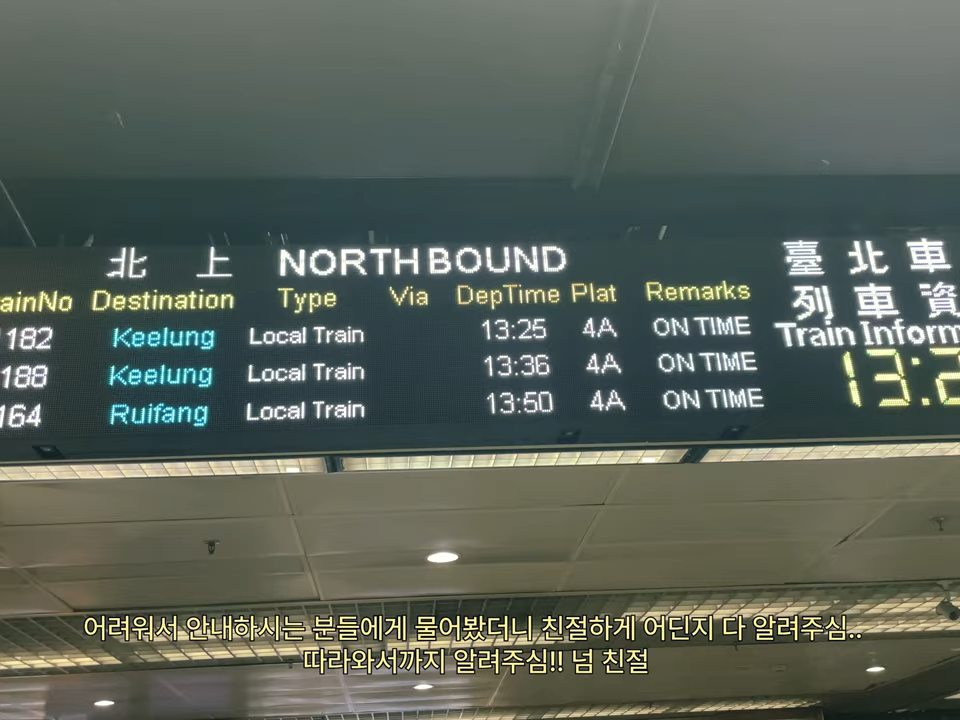 北上 NORTHBOUND
ainNo Destination Type Via DepTime Plat Remarks
182 Keelung Local Train 13:25 4A ON TIME
188 Keelung Local Train 13:36 4A ON TIME
164 Ruifang Local Train 13:50 4A ON TIME
臺北車
列車資
Train Inform
13:2
어려워서 안내하시는 분들에게 물어봤더니 친절하게 어딘지 다 알려주심..
따라와서까지 알려주심!! 넘 친절